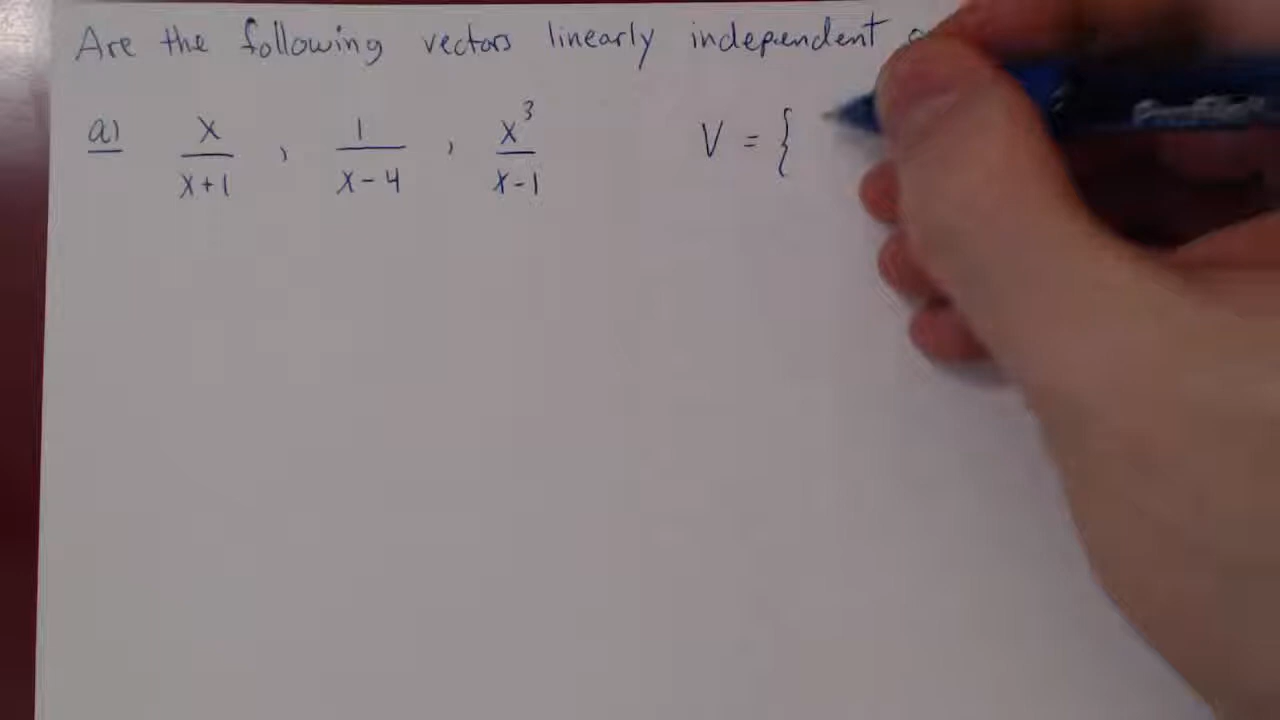 Are the following vectors linearly independent
a) x/(x+1) , 1/(x-4) , x^3/(x-1) V = {